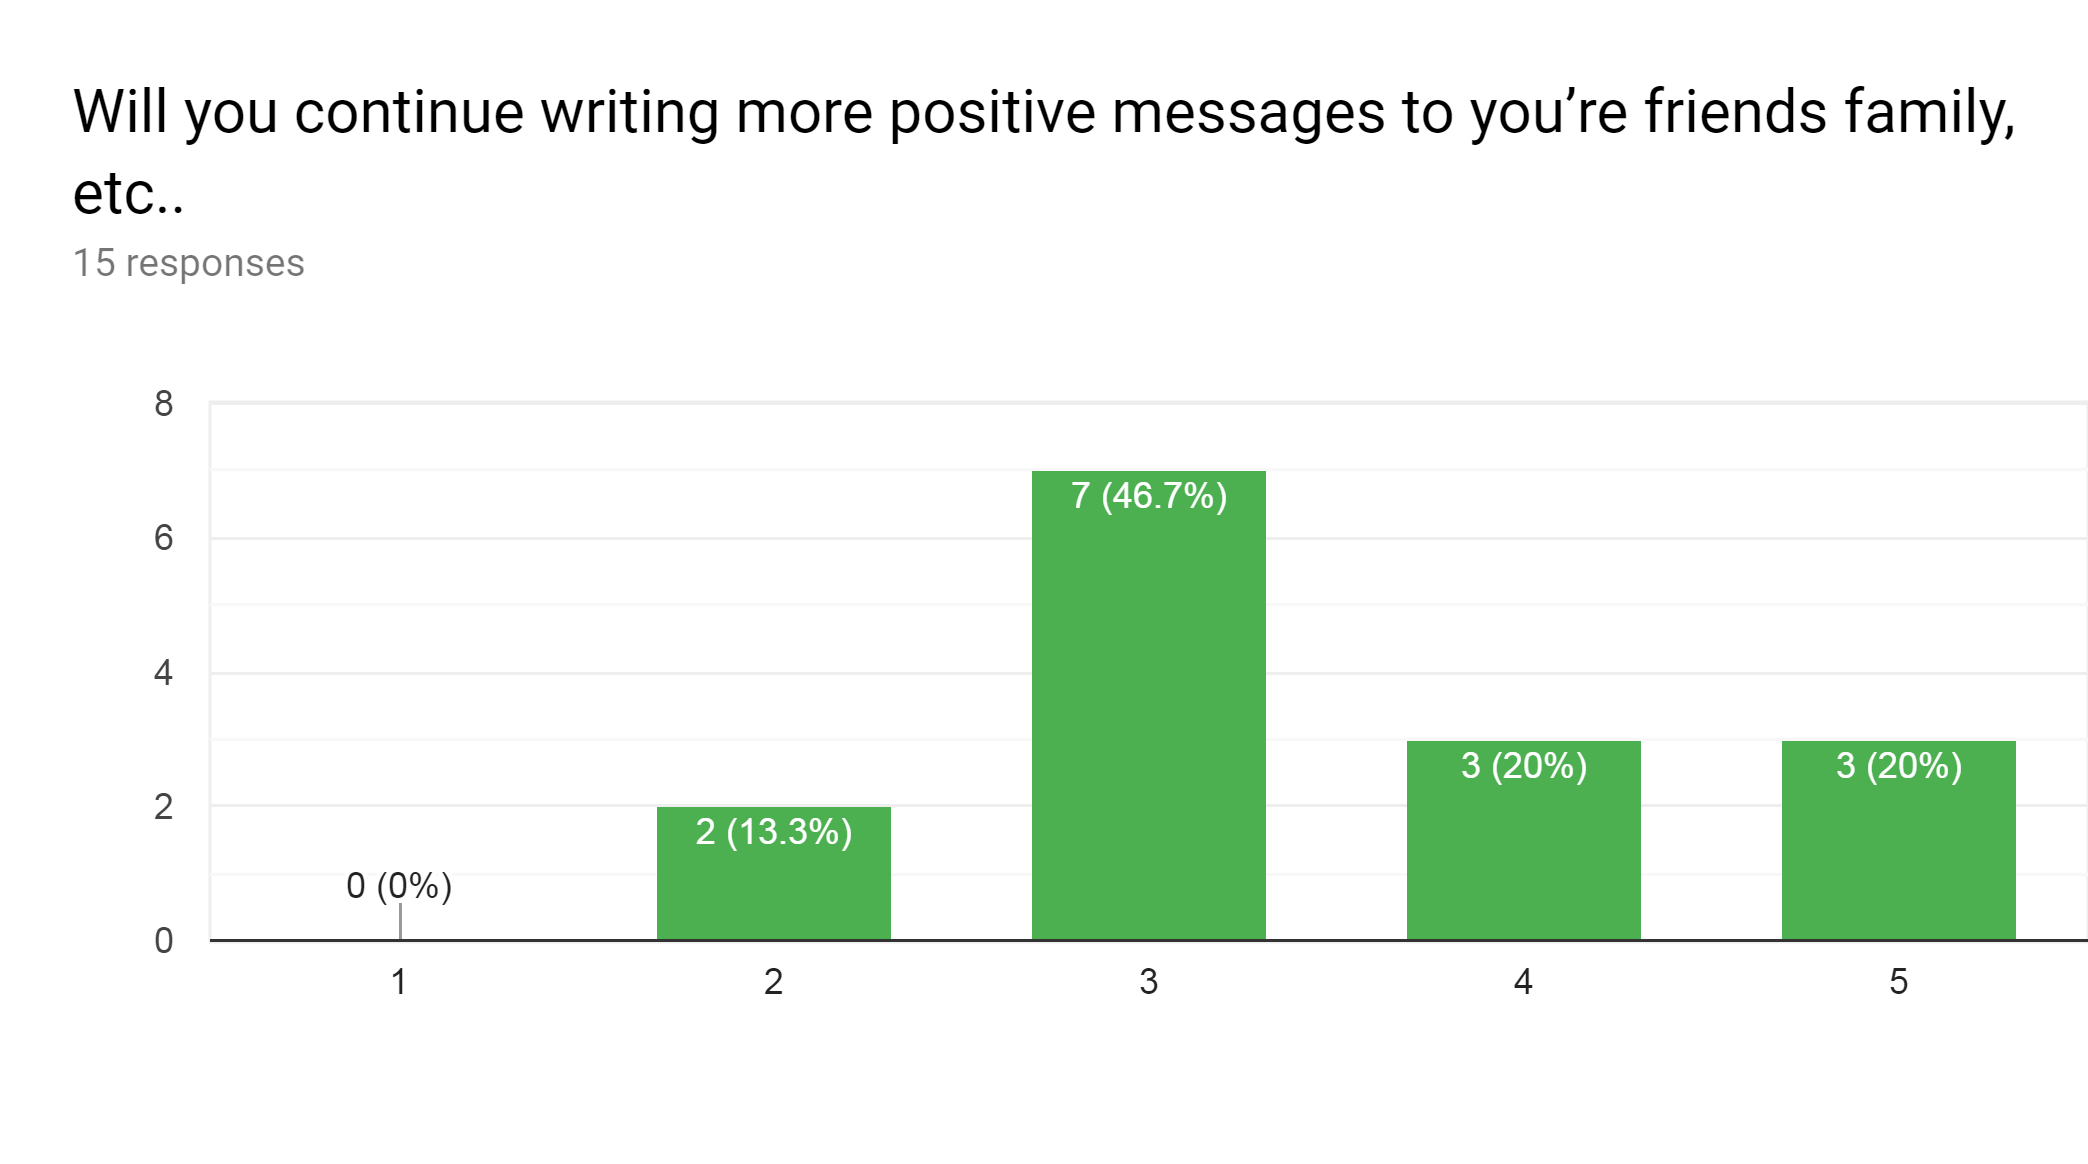 Will you continue writing more positive messages to you’re friends family,
etc..
15 responses
8
6
4
2
0
0 (0%)
2 (13.3%)
7 (46.7%)
3 (20%)
3 (20%)
1 2 3 4 5